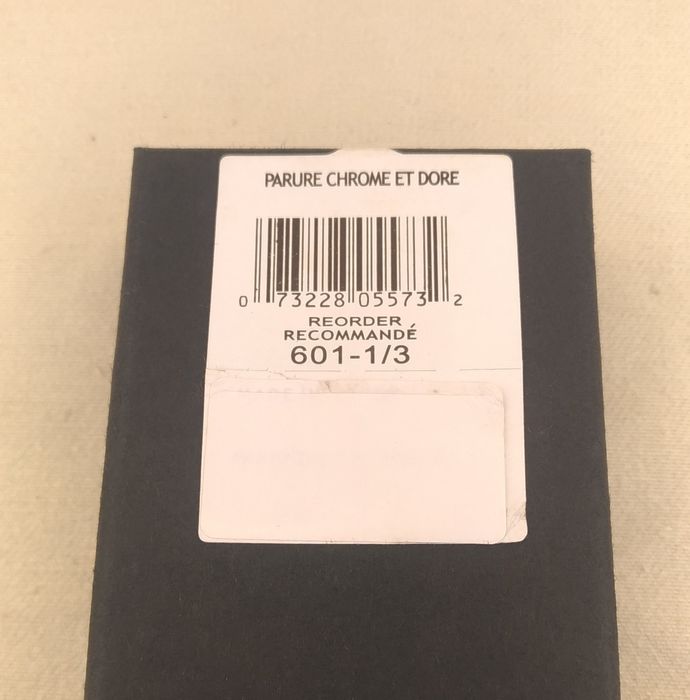 PARURE CHROME ET DORE
0 73228 05573 2
REORDER
RECOMMANDÉ
601-1/3